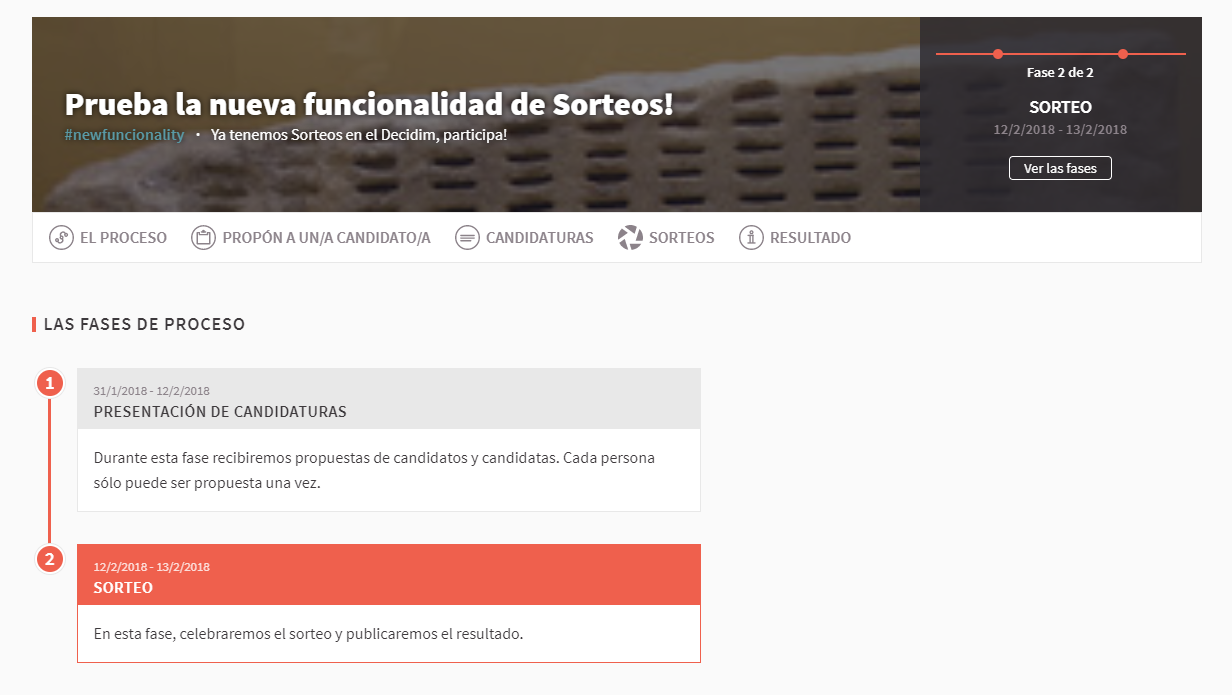 Prueba la nueva funcionalidad de Sorteos!
#newfuncionality · Ya tenemos Sorteos en el Decidim, participa!
Fase 2 de 2
SORTEO
12/2/2018 - 13/2/2018
Ver las fases
EL PROCESO PROPÓN A UN/A CANDIDATO/A CANDIDATURAS SORTEOS RESULTADO
LAS FASES DE PROCESO
1
31/1/2018 - 12/2/2018
PRESENTACIÓN DE CANDIDATURAS
Durante esta fase recibiremos propuestas de candidatos y candidatas. Cada persona
sólo puede ser propuesta una vez.
2
12/2/2018 - 13/2/2018
SORTEO
En esta fase, celebraremos el sorteo y publicaremos el resultado.